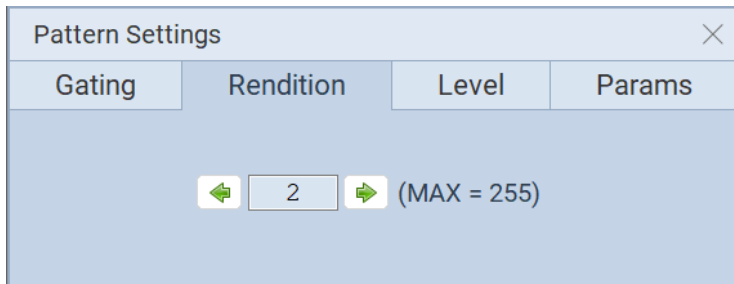 Pattern Settings
Gating Rendition Level Params
2 (MAX = 255)